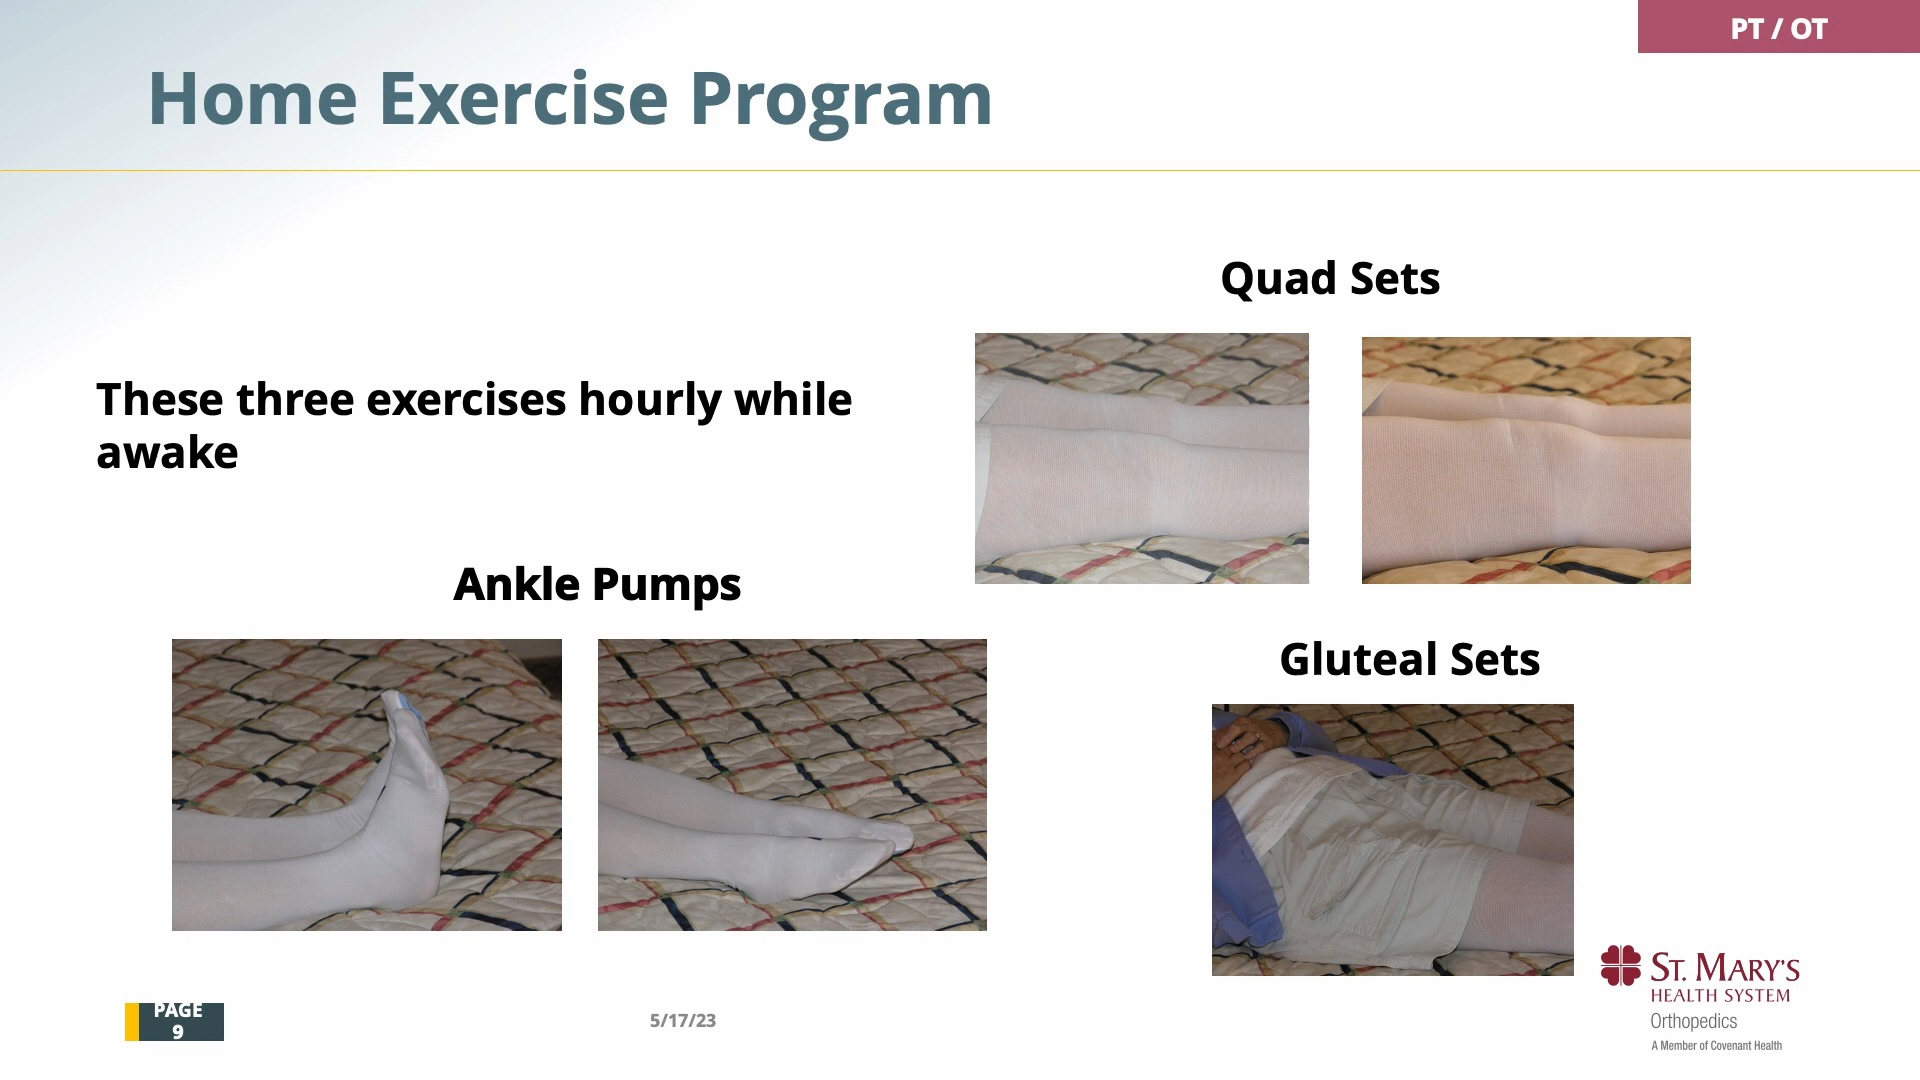 PT / OT
Home Exercise Program
Quad Sets
These three exercises hourly while
awake
Ankle Pumps
Gluteal Sets
PAGE
9
5/17/23
ST. MARY'S
HEALTH SYSTEM
Orthopedics
A Member of Covenant Health